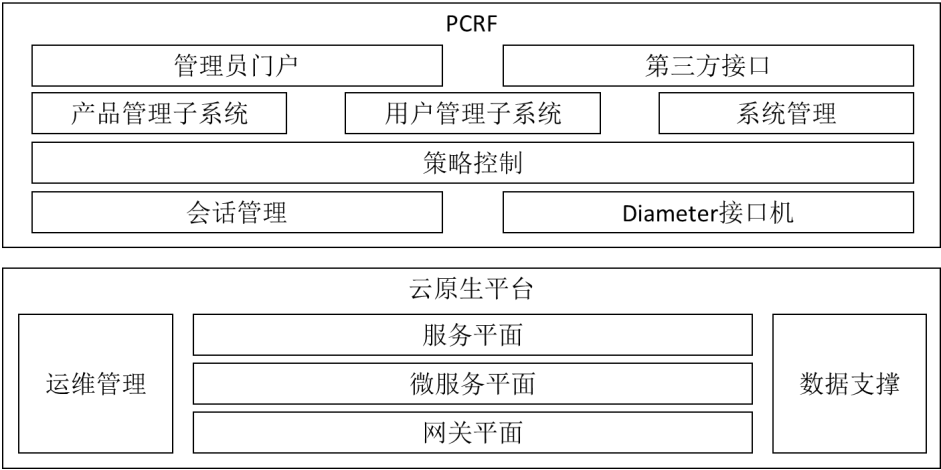 PCRF
管理员门户
第三方接口
产品管理子系统
用户管理子系统
系统管理
策略控制
会话管理
Diameter接口机
云原生平台
运维管理
服务平面
微服务平面
网关平面
数据支撑